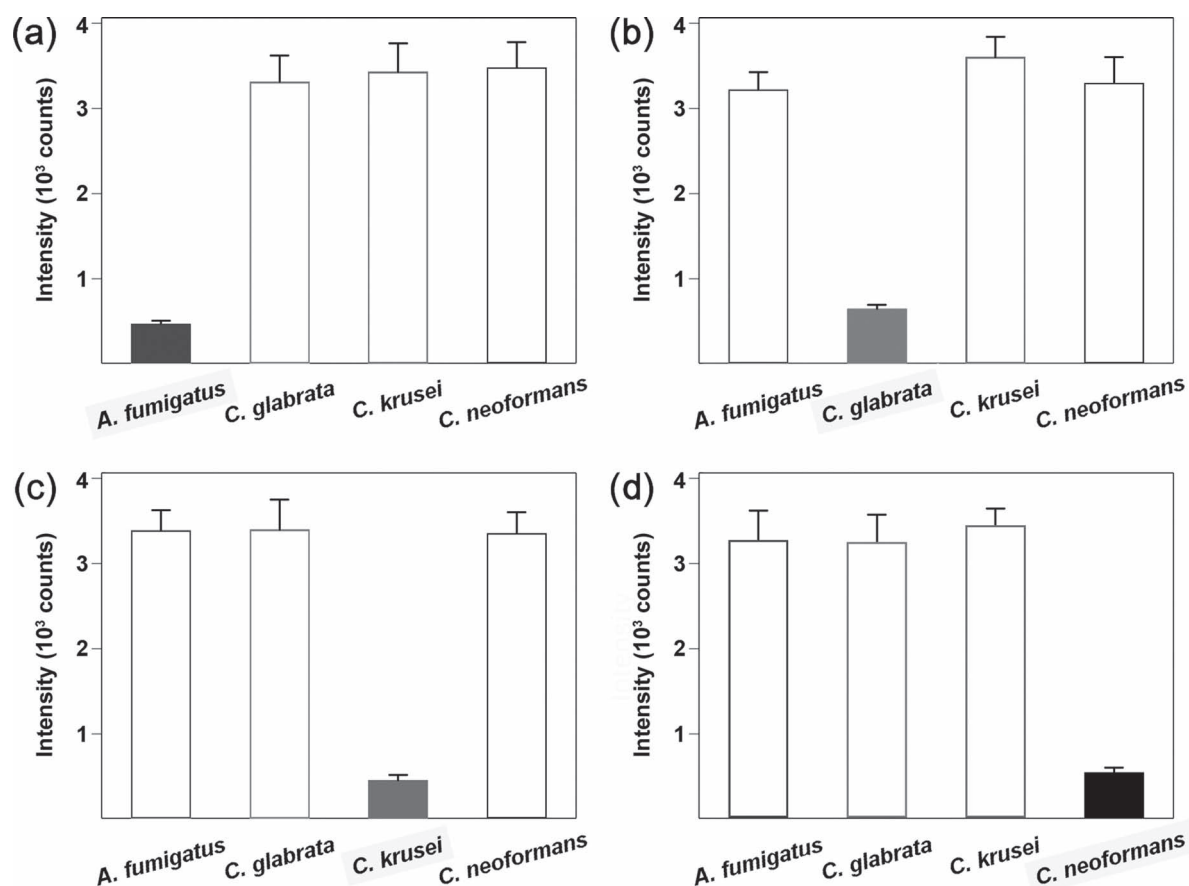 (a)
Intensity (10³ counts)
4
3
2
1
A. fumigatus
C. glabrata
C. krusei
C. neoformans
(b)
Intensity (10³ counts)
4
3
2
1
A. fumigatus
C. glabrata
C. krusei
C. neoformans
(c)
Intensity (10³ counts)
4
3
2
1
A. fumigatus
C. glabrata
C. krusei
C. neoformans
(d)
Intensity (10³ counts)
Intensity
4
3
2
1
A. fumigatus
C. glabrata
C. krusei
C. neoformans